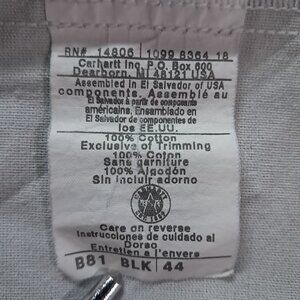 RN# 14806 1099 8364 18
Carhartt Inc P.O. Box 600
Dearborn, MI 48121 USA
Assembled in El Salvador of USA
components. Assemblé au
El Salvador à partir de composants
américains. Ensamblado en
El Salvador de componentes de
los EE.UU.
100% Cotton
Exclusive of Trimming
100% Coton
Sans garniture
100% Algodón
Sin incluir adorno
CARHARTT
Care on reverse
Instrucciones de cuidado al
Dorso
Entretien a l'envers
B81 BLK 44